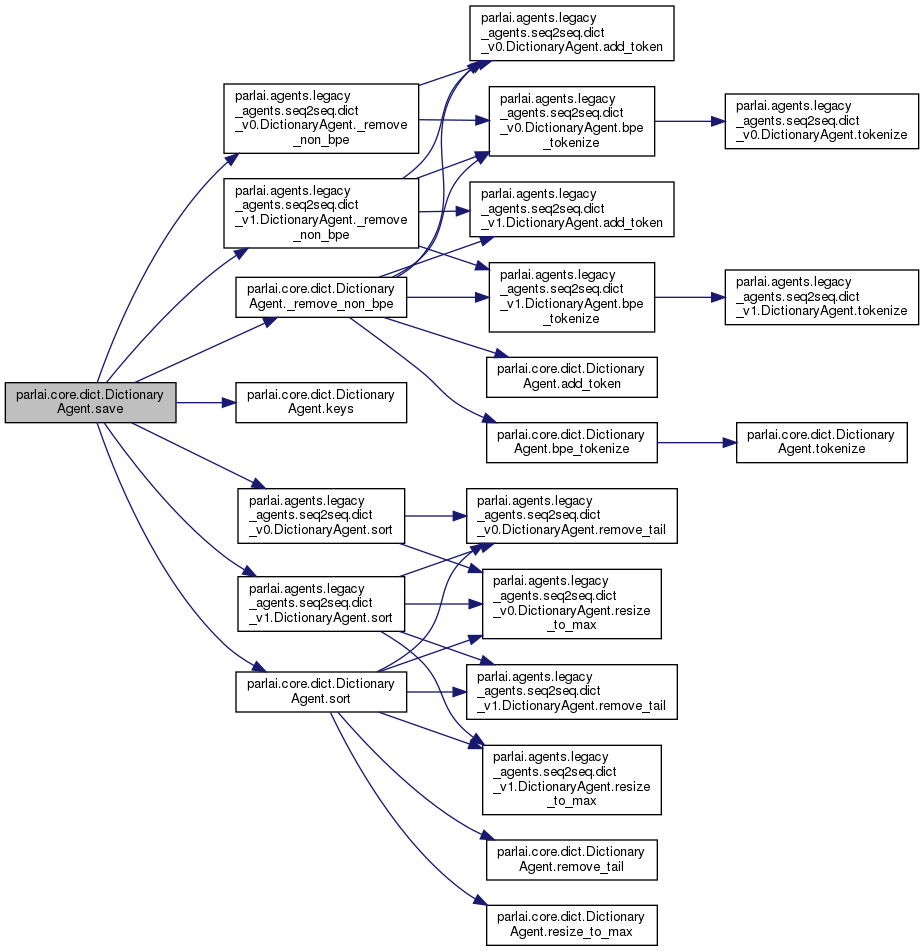 parlai.agents.legacy
_agents.seq2seq.dict
_v0.DictionaryAgent.add_token
parlai.agents.legacy
_agents.seq2seq.dict
_v0.DictionaryAgent._remove
_non_bpe
parlai.agents.legacy
_agents.seq2seq.dict
_v0.DictionaryAgent.bpe
_tokenize
parlai.agents.legacy
_agents.seq2seq.dict
_v0.DictionaryAgent.tokenize
parlai.agents.legacy
_agents.seq2seq.dict
_v1.DictionaryAgent._remove
_non_bpe
parlai.agents.legacy
_agents.seq2seq.dict
_v1.DictionaryAgent.add_token
parlai.core.dict.Dictionary
Agent._remove_non_bpe
parlai.agents.legacy
_agents.seq2seq.dict
_v1.DictionaryAgent.bpe
_tokenize
parlai.agents.legacy
_agents.seq2seq.dict
_v1.DictionaryAgent.tokenize
parlai.core.dict.Dictionary
Agent.add_token
parlai.core.dict.Dictionary
Agent.save
parlai.core.dict.Dictionary
Agent.keys
parlai.core.dict.Dictionary
Agent.bpe_tokenize
parlai.core.dict.Dictionary
Agent.tokenize
parlai.agents.legacy
_agents.seq2seq.dict
_v0.DictionaryAgent.sort
parlai.agents.legacy
_agents.seq2seq.dict
_v0.DictionaryAgent.remove_tail
parlai.agents.legacy
_agents.seq2seq.dict
_v1.DictionaryAgent.sort
parlai.agents.legacy
_agents.seq2seq.dict
_v0.DictionaryAgent.resize
_to_max
parlai.core.dict.Dictionary
Agent.sort
parlai.agents.legacy
_agents.seq2seq.dict
_v1.DictionaryAgent.remove_tail
parlai.agents.legacy
_agents.seq2seq.dict
_v1.DictionaryAgent.resize
_to_max
parlai.core.dict.Dictionary
Agent.remove_tail
parlai.core.dict.Dictionary
Agent.resize_to_max